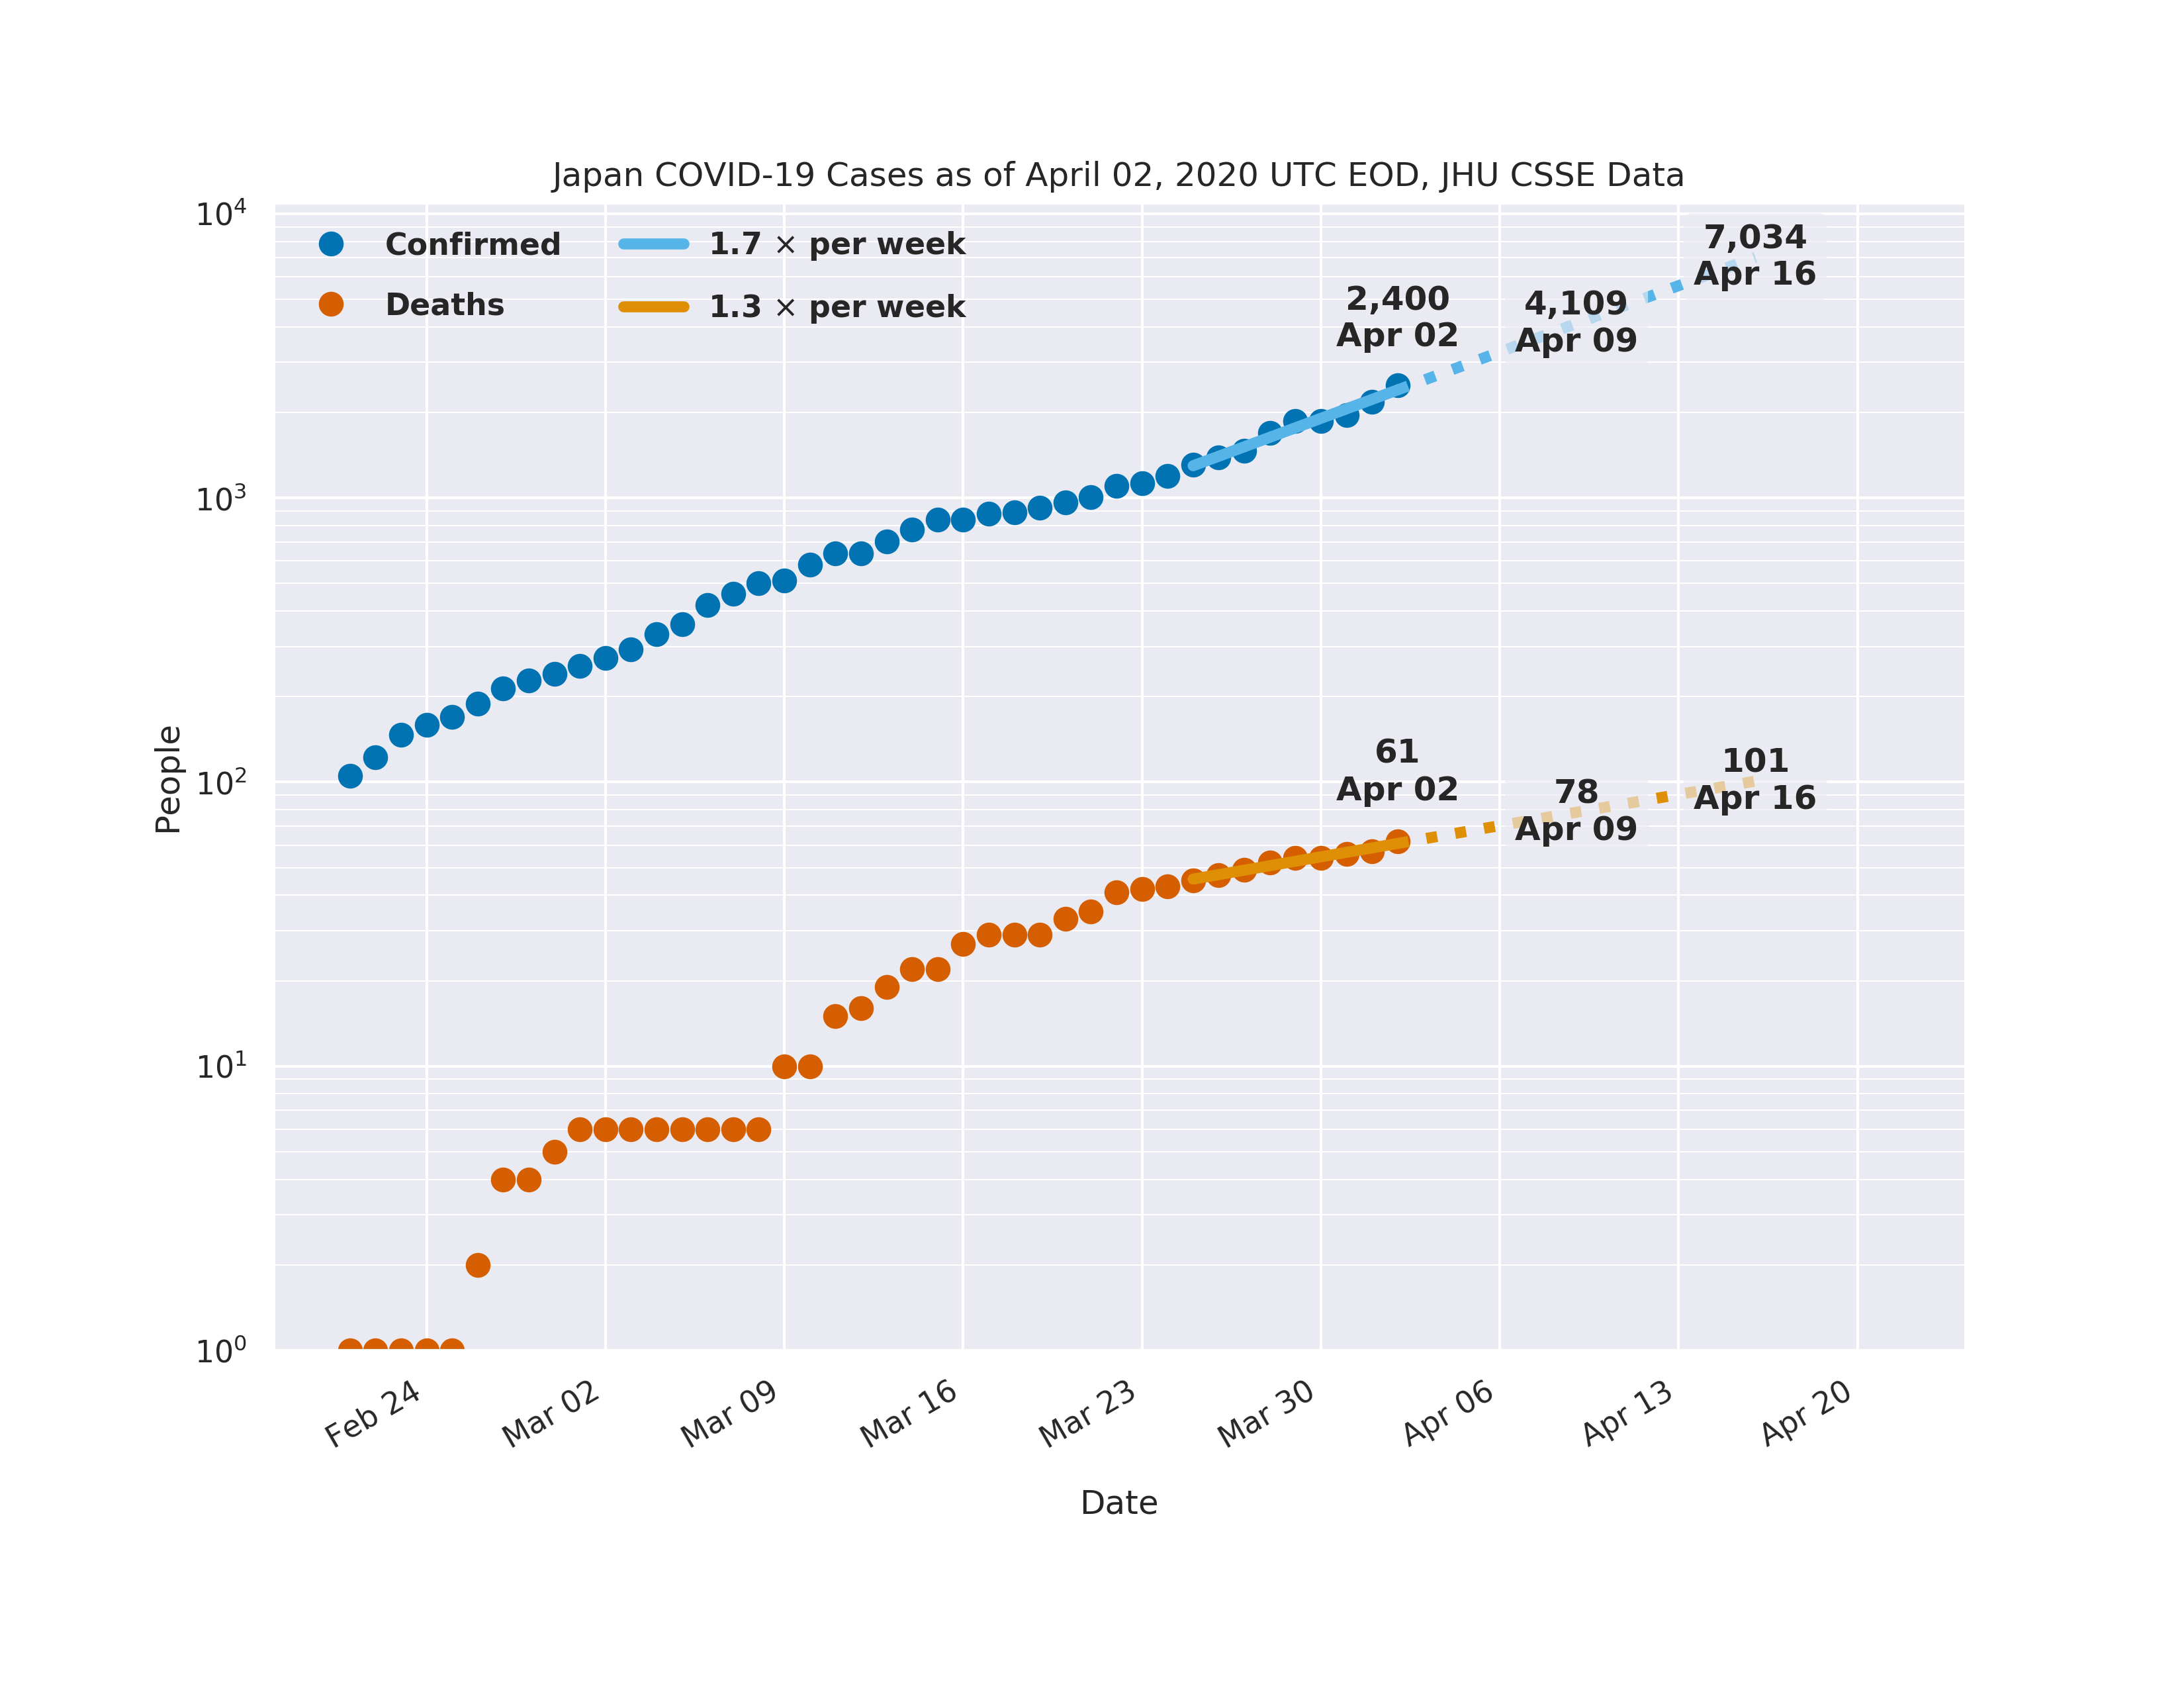 Japan COVID-19 Cases as of April 02, 2020 UTC EOD, JHU CSSE Data
Confirmed
Deaths
1.7 × per week
1.3 × per week
2,400
Apr 02
4,109
Apr 09
7,034
Apr 16
61
Apr 02
78
Apr 09
101
Apr 16
10⁴
10³
10²
10¹
10⁰
People
Feb 24
Mar 02
Mar 09
Mar 16
Mar 23
Mar 30
Apr 06
Apr 13
Apr 20
Date